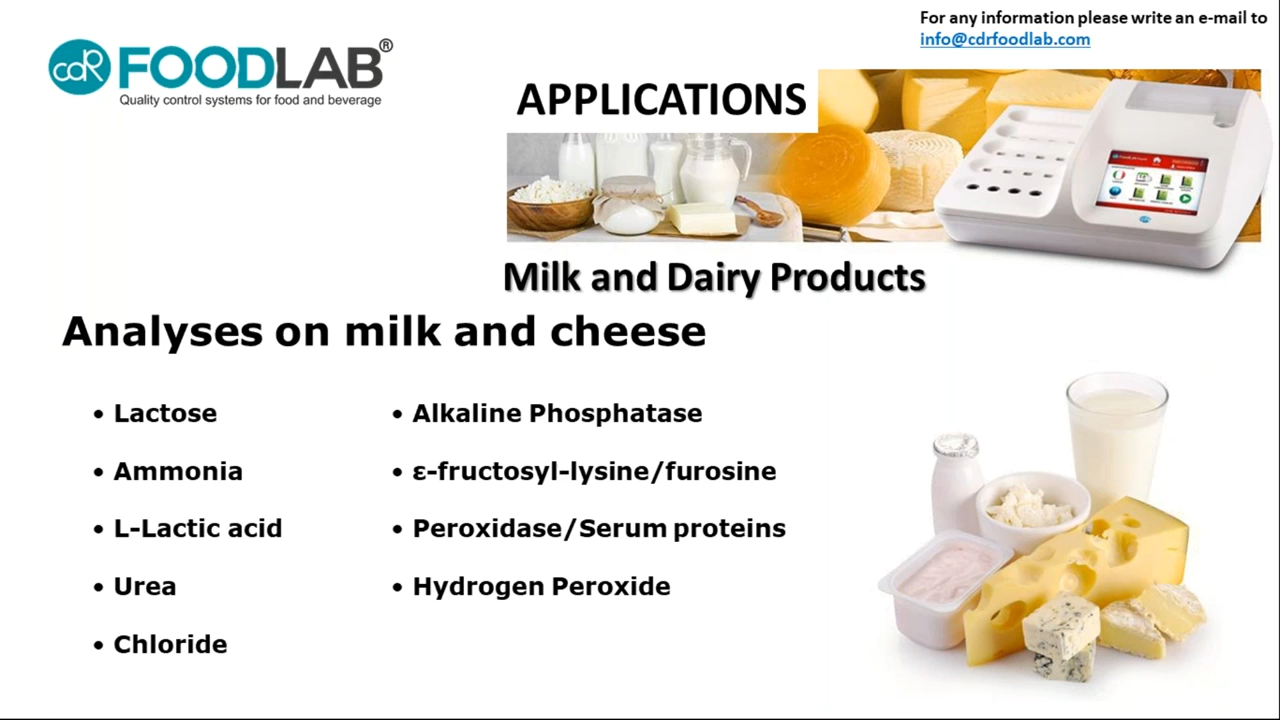 For any information please write an e-mail to
info@cdrfoodlab.com
cdR FOODLAB®
Quality control systems for food and beverage
APPLICATIONS
Milk and Dairy Products
Analyses on milk and cheese
• Lactose
• Ammonia
• L-Lactic acid
• Urea
• Chloride
• Alkaline Phosphatase
• ε-fructosyl-lysine/furosine
• Peroxidase/Serum proteins
• Hydrogen Peroxide